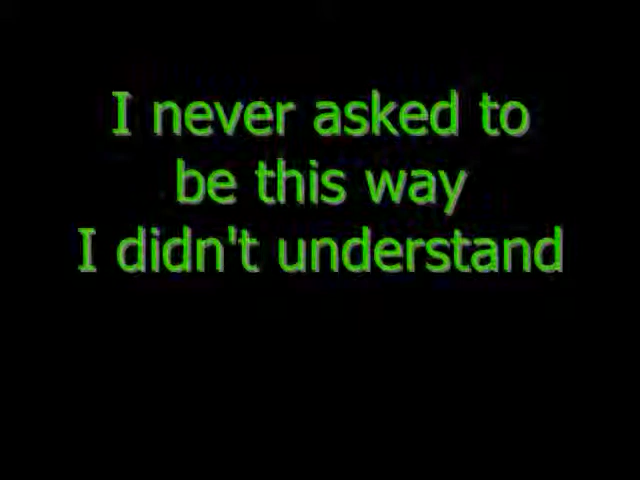 I never asked to
be this way
I didn't understand